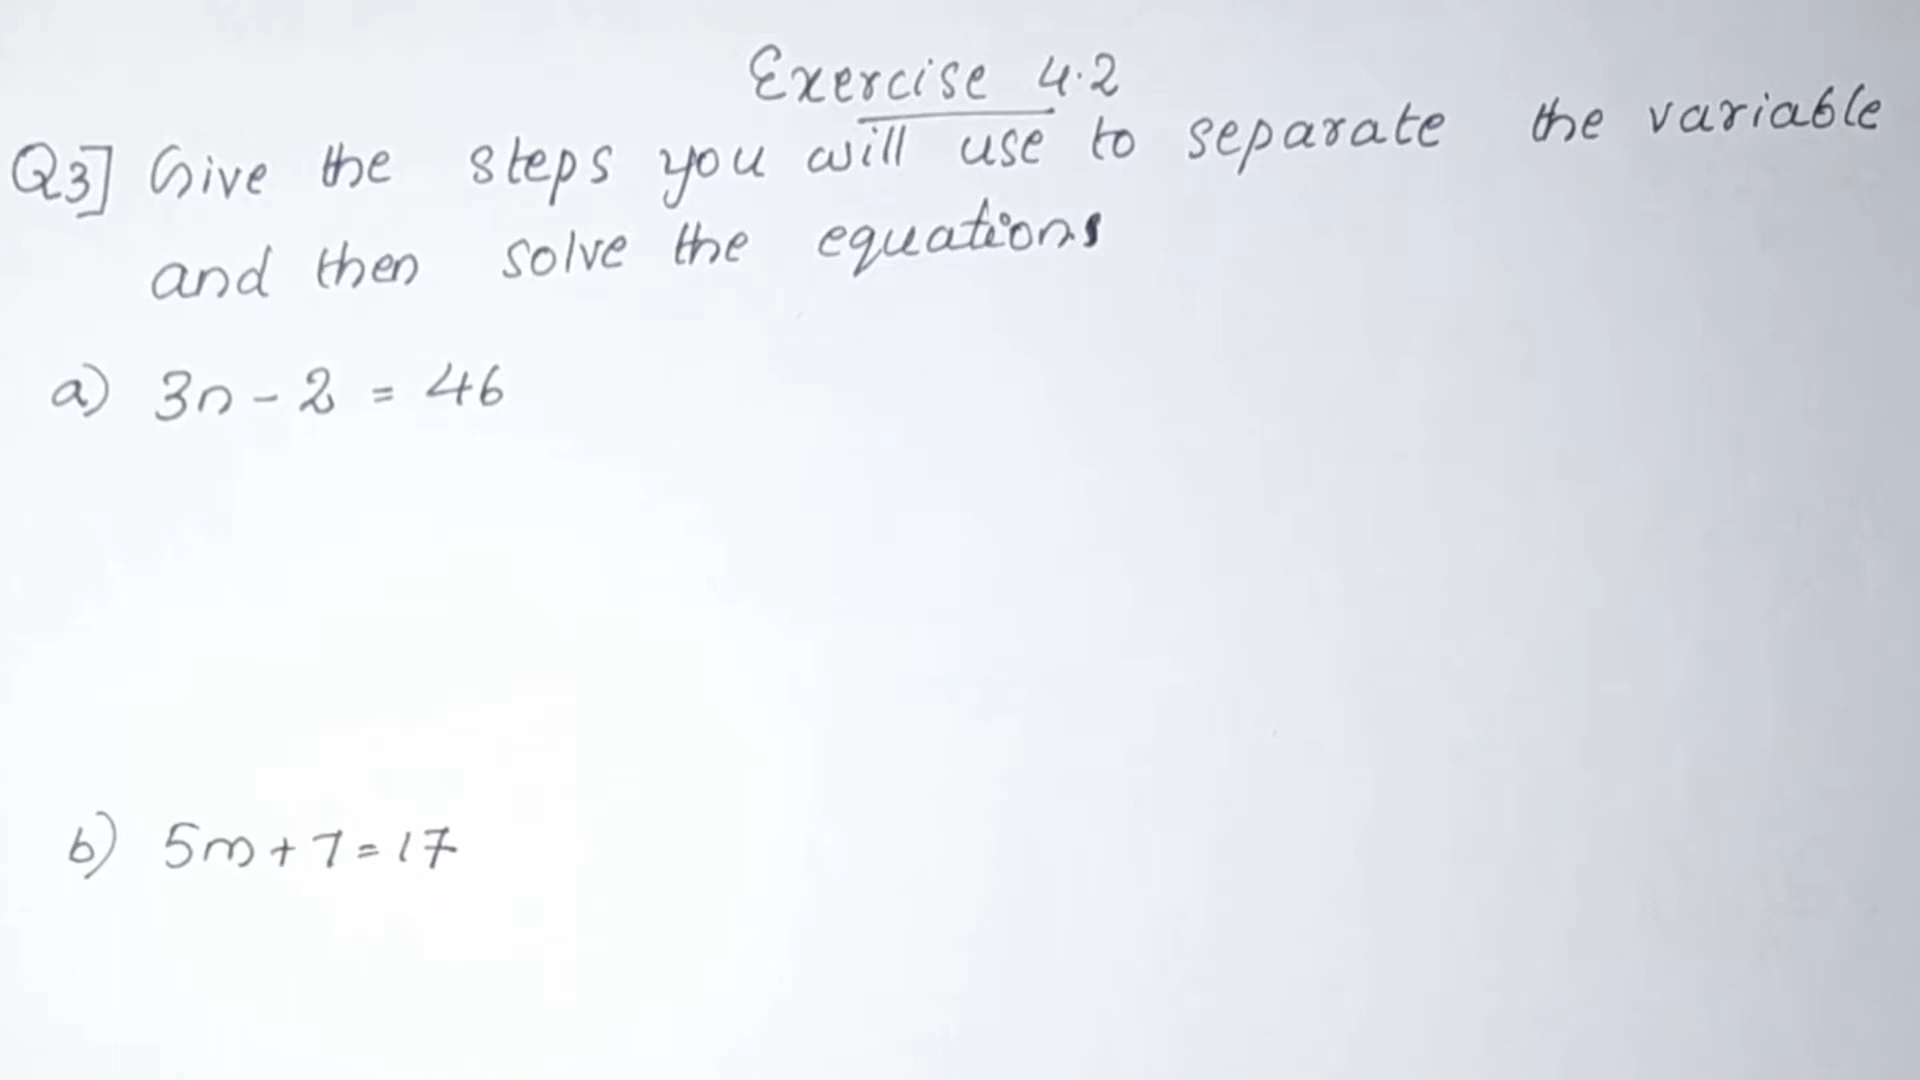 Exercise 4.2
Q3] Give the steps you will use to separate the variable
and then solve the equations
a) 3n - 2 = 46
b) 5m + 7 = 17